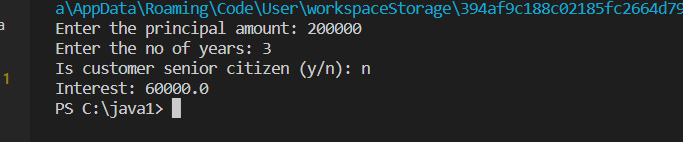 a\AppData\Roaming\Code\User\workspaceStorage\394af9c188c02185fc2664d79
a
Enter the principal amount: 200000
Enter the no of years: 3
Is customer senior citizen (y/n): n
1
Interest: 60000.0
PS C:\java1>